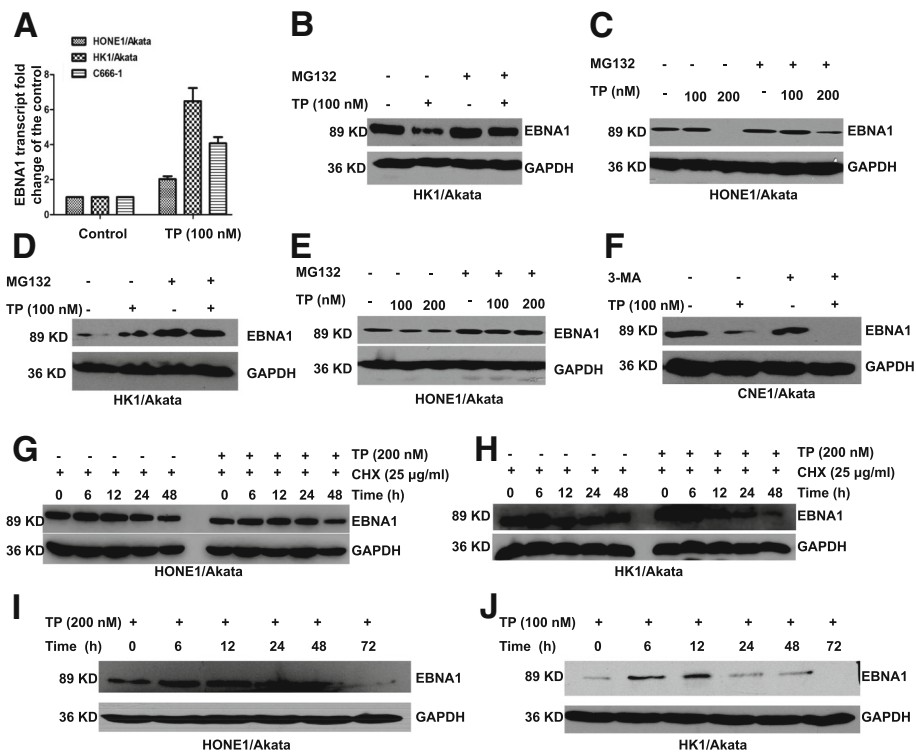 A
HONE1/Akata
HK1/Akata
C666-1
EBNA1 transcript fold
change of the control
8
6
4
2
0
Control
TP (100 nM)
B
MG132 - - + +
TP (100 nM) - + - +
89 KD EBNA1
36 KD GAPDH
HK1/Akata
C
MG132 - - - + + +
TP (nM) - 100 200 - 100 200
89 KD EBNA1
36 KD GAPDH
HONE1/Akata
D
MG132 - - + +
TP (100 nM) - + - +
89 KD EBNA1
36 KD GAPDH
HK1/Akata
E
MG132 - - - + + +
TP (nM) - 100 200 - 100 200
89 KD EBNA1
36 KD GAPDH
HONE1/Akata
F
3-MA - - + +
TP (100 nM) - + - +
89 KD EBNA1
36 KD GAPDH
CNE1/Akata
G
- - - - - + + + + + TP (200 nM)
+ + + + + + + + + + CHX (25 µg/ml)
0 6 12 24 48 0 6 12 24 48 Time (h)
89 KD EBNA1
36 KD GAPDH
HONE1/Akata
H
- - - - - + + + + + TP (200 nM)
+ + + + + + + + + + CHX (25 µg/ml)
0 6 12 24 48 0 6 12 24 48 Time (h)
89 KD EBNA1
36 KD GAPDH
HK1/Akata
I
TP (200 nM) + + + + + +
Time (h) 0 6 12 24 48 72
89 KD EBNA1
36 KD GAPDH
HONE1/Akata
J
TP (100 nM) + + + + + +
Time (h) 0 6 12 24 48 72
89 KD EBNA1
36 KD GAPDH
HK1/Akata